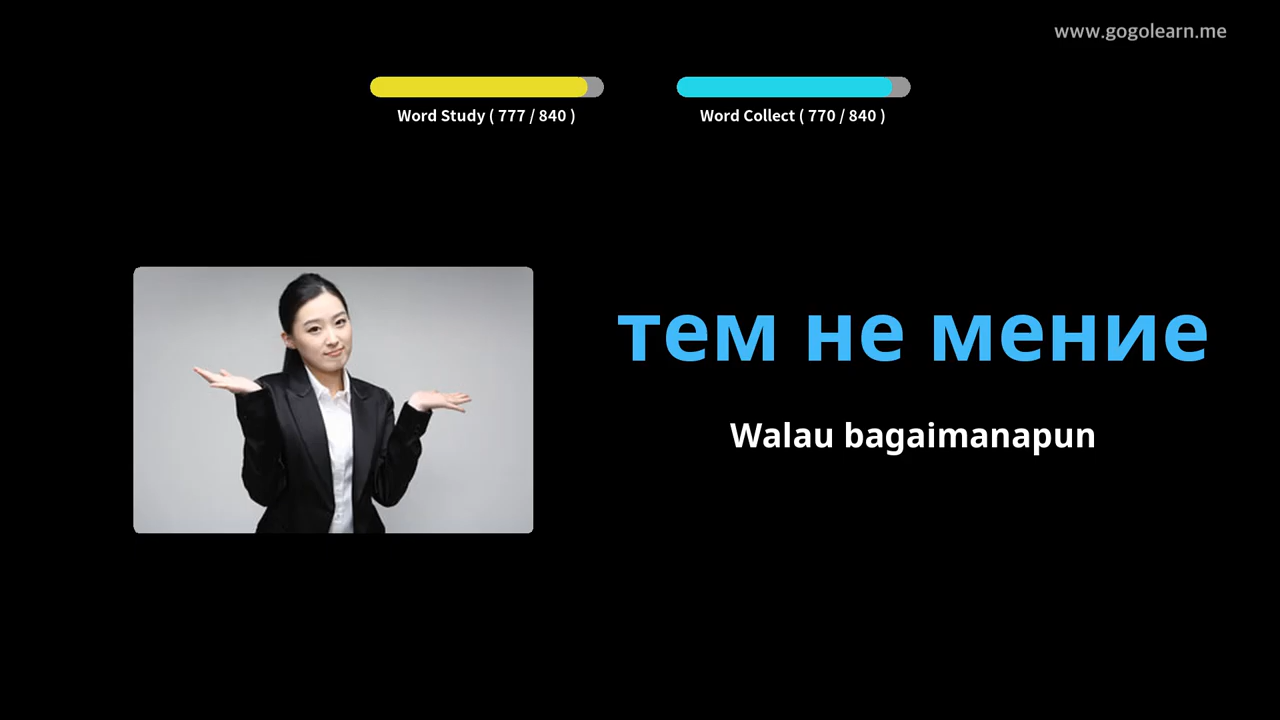 www.gogolearn.me
Word Study ( 777 / 840 )
Word Collect ( 770 / 840 )
тем не мение
Walau bagaimanapun